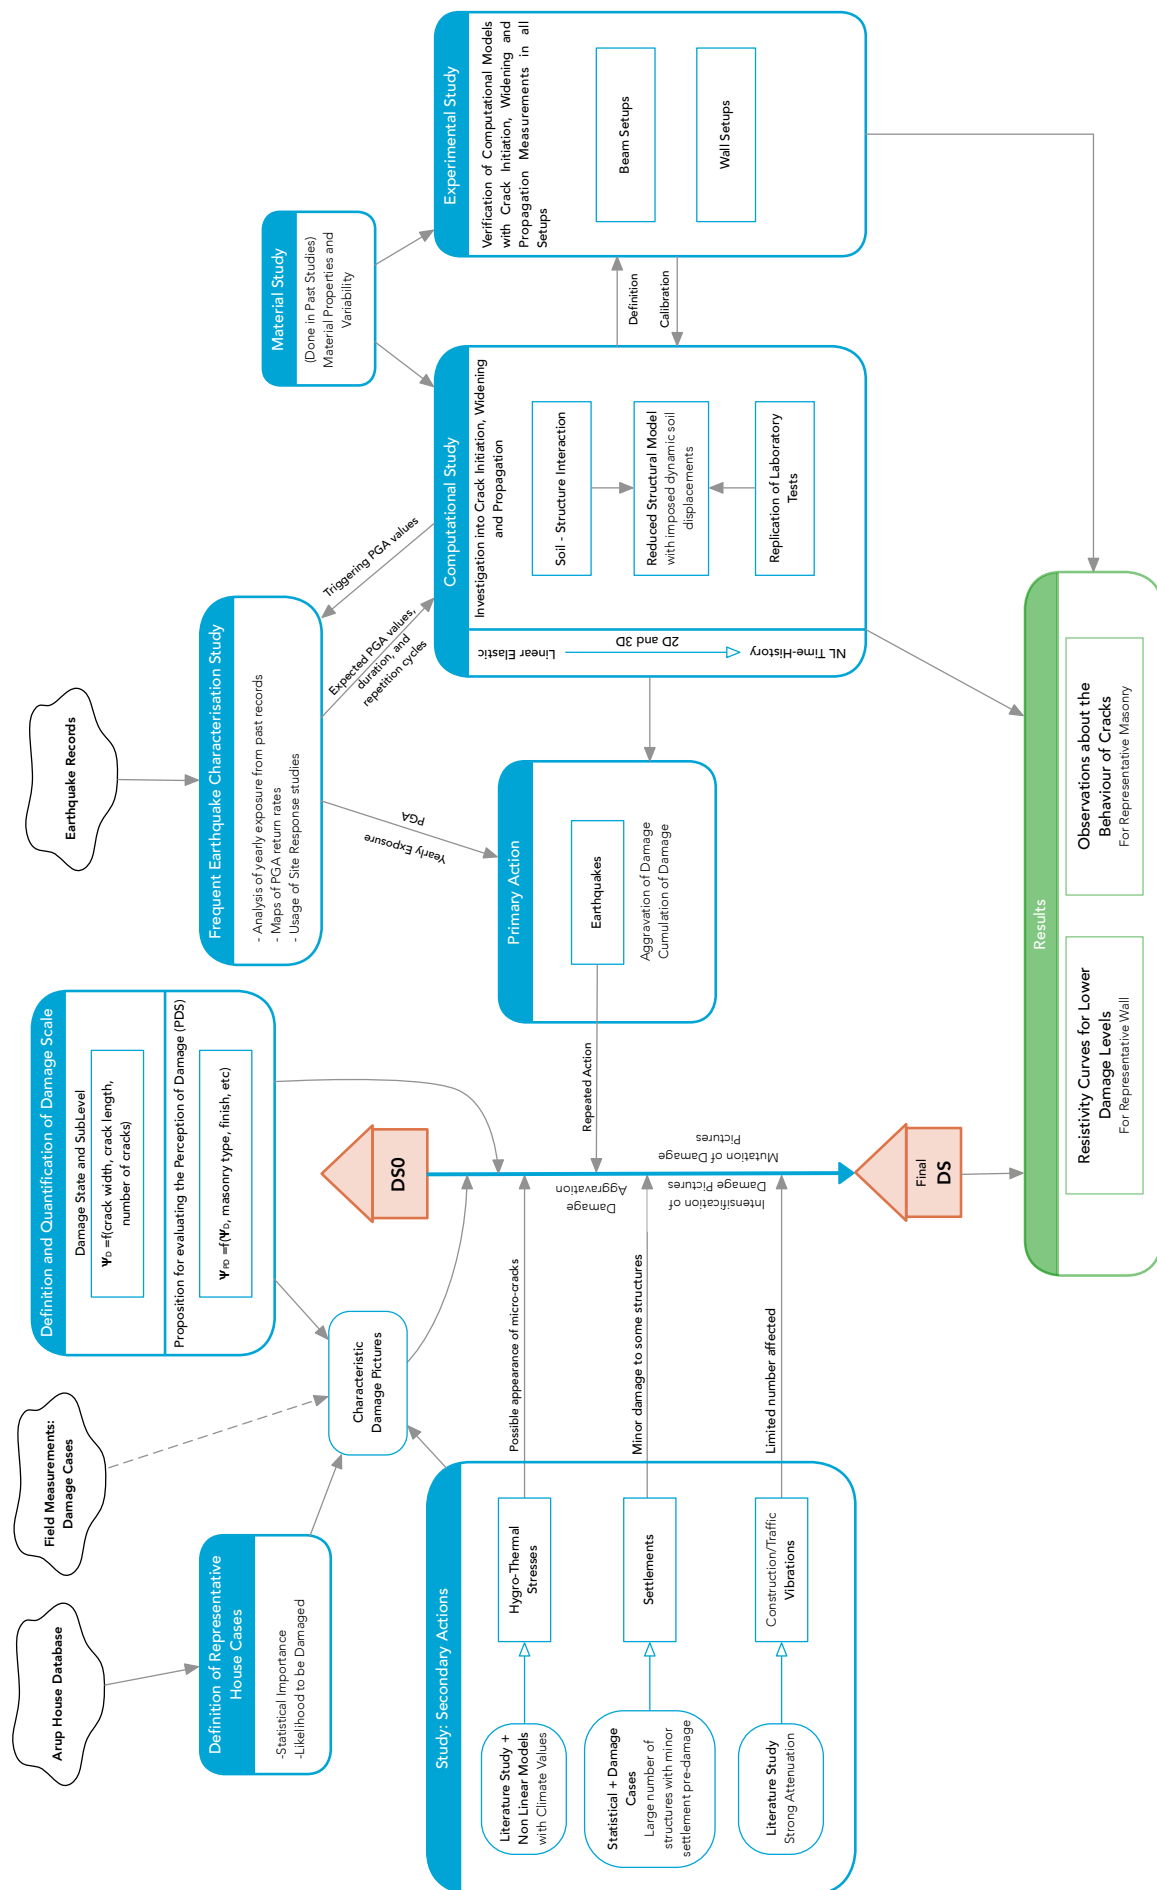 Arup House Database
Field Measurements:
Damage Cases
Earthquake Records
Definition of Representative
House Cases
-Statistical Importance
-Likelihood to be Damaged
Definition and Quantification of Damage Scale
Damage State and SubLevel
ΨD =f(crack width, crack length,
number of cracks)
Proposition for evaluating the Perception of Damage (PDS)
ΨPD =f(ΨD, masonry type, finish, etc)
Frequent Earthquake Characterisation Study
- Analysis of yearly exposure from past records
- Maps of PGA return rates
- Usage of Site Response studies
Material Study
(Done in Past Studies)
Material Properties and
Variability
Characteristic
Damage Pictures
DS0
Yearly Exposure
PGA
Expected PGA values,
duration, and
repetition cycles
Triggering PGA values
Study: Secondary Actions
Literature Study +
Non Linear Models
with Climate Values
Hygro-Thermal
Stresses
Possible appearance of micro-cracks
Statistical + Damage
Cases
Large number of
structures with minor
settlement pre-damage
Settlements
Minor damage to some structures
Literature Study
Strong Attenuation
Construction/Traffic
Vibrations
Limited number affected
Damage
Aggravation
Intensification of
Damage Pictures
Mutation of Damage
Pictures
Repeated Action
Primary Action
Earthquakes
Aggravation of Damage
Cumulation of Damage
Computational Study
Investigation into Crack Initiation, Widening
and Propagation
Linear Elastic
2D and 3D
NL Time-History
Soil - Structure Interaction
Reduced Structural Model
with imposed dynamic soil
displacements
Replication of Laboratory
Tests
Definition
Calibration
Experimental Study
Verification of Computational Models
with Crack Initiation, Widening and
Propagation Measurements in all
Setups
Beam Setups
Wall Setups
Final
DS
Results
Resistivity Curves for Lower
Damage Levels
For Representative Wall
Observations about the
Behaviour of Cracks
For Representative Masonry